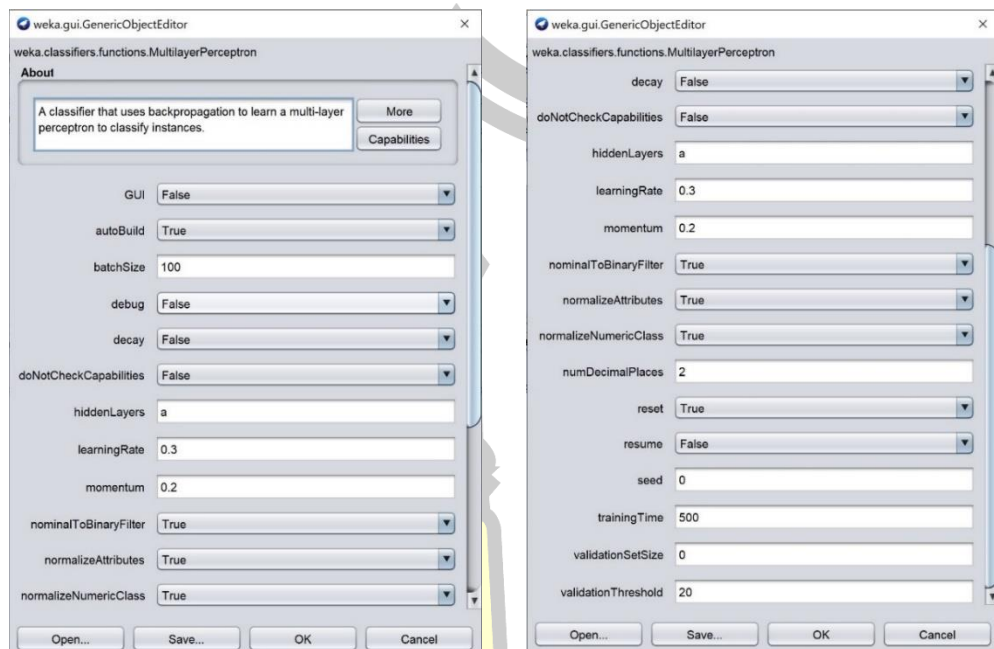 weka.gui.GenericObjectEditor
weka.classifiers.functions.MultilayerPerceptron
About
A classifier that uses backpropagation to learn a multi-layer
perceptron to classify instances.
More
Capabilities
GUI False
autoBuild True
batchSize 100
debug False
decay False
doNotCheckCapabilities False
hiddenLayers a
learningRate 0.3
momentum 0.2
nominalToBinaryFilter True
normalizeAttributes True
normalizeNumericClass True
Open... Save... OK Cancel
weka.gui.GenericObjectEditor
weka.classifiers.functions.MultilayerPerceptron
decay False
doNotCheckCapabilities False
hiddenLayers a
learningRate 0.3
momentum 0.2
nominalToBinaryFilter True
normalizeAttributes True
normalizeNumericClass True
numDecimalPlaces 2
reset True
resume False
seed 0
trainingTime 500
validationSetSize 0
validationThreshold 20
Open... Save... OK Cancel